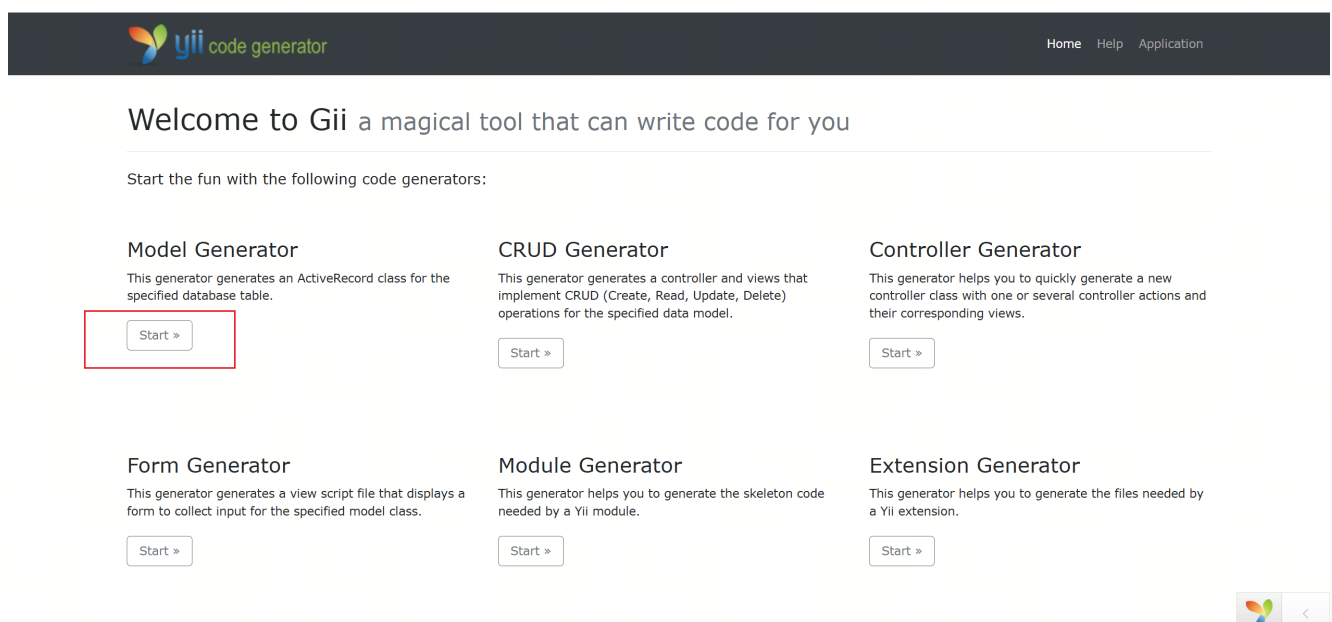 yii code generator
Home Help Application
Welcome to Gii a magical tool that can write code for you
Start the fun with the following code generators:
Model Generator
This generator generates an ActiveRecord class for the
specified database table.
Start »
CRUD Generator
This generator generates a controller and views that
implement CRUD (Create, Read, Update, Delete)
operations for the specified data model.
Start »
Controller Generator
This generator helps you to quickly generate a new
controller class with one or several controller actions and
their corresponding views.
Start »
Form Generator
This generator generates a view script file that displays a
form to collect input for the specified model class.
Start »
Module Generator
This generator helps you to generate the skeleton code
needed by a Yii module.
Start »
Extension Generator
This generator helps you to generate the files needed by
a Yii extension.
Start »